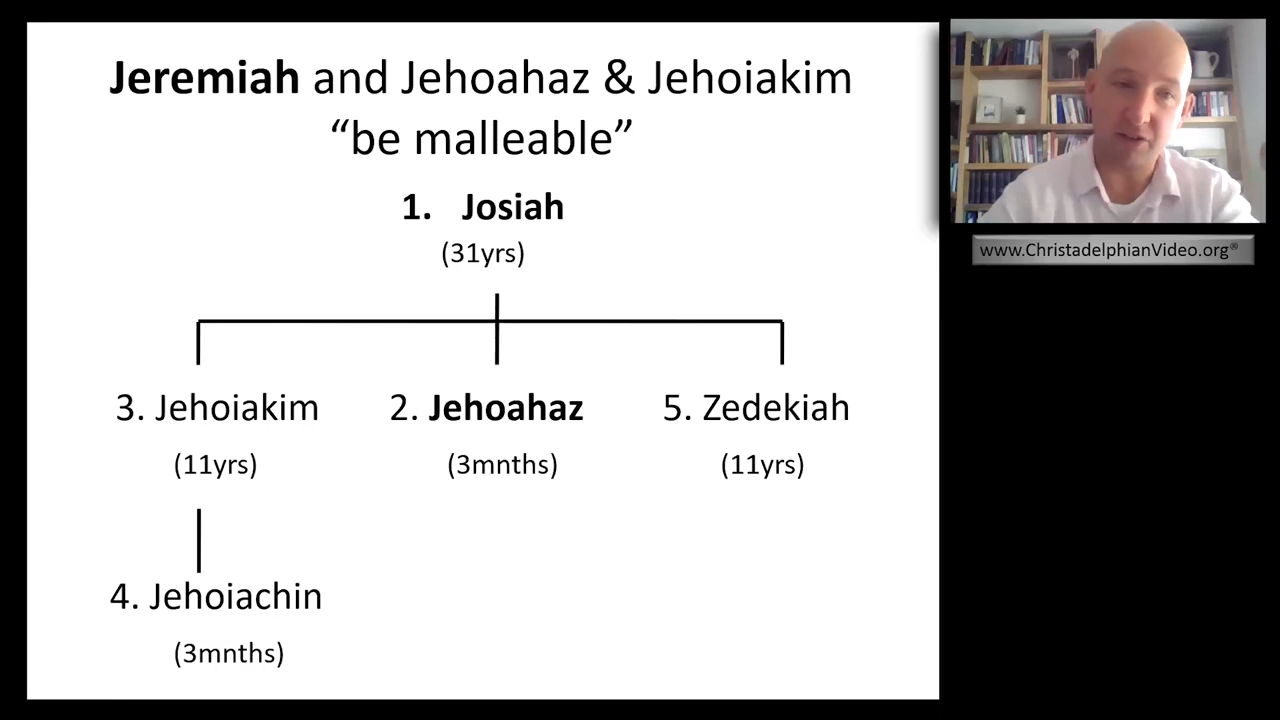 Jeremiah and Jehoahaz & Jehoiakim
“be malleable”
1. Josiah
(31yrs)
3. Jehoiakim
2. Jehoahaz
5. Zedekiah
(11yrs)
(3mnths)
(11yrs)
4. Jehoiachin
(3mnths)
www.ChristadelphianVideo.org®